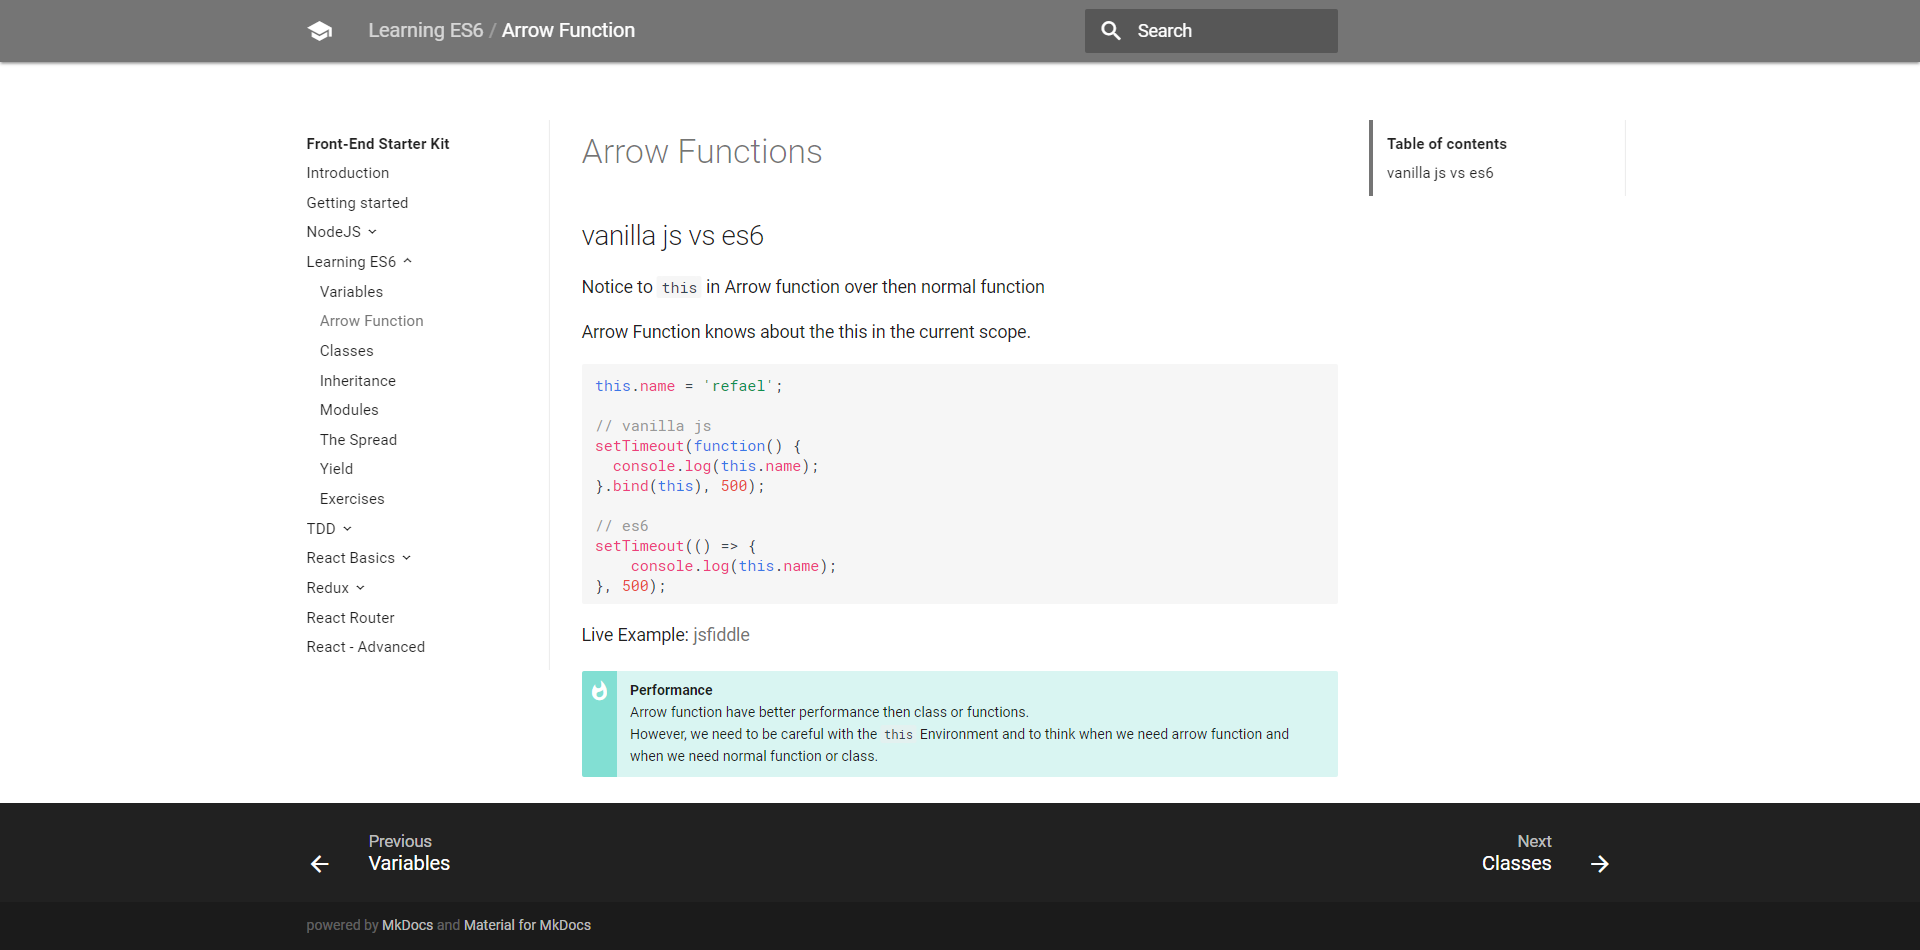 Learning ES6 / Arrow Function
Search
Front-End Starter Kit
Introduction
Getting started
NodeJS
Learning ES6
Variables
Arrow Function
Classes
Inheritance
Modules
The Spread
Yield
Exercises
TDD
React Basics
Redux
React Router
React - Advanced
Arrow Functions
vanilla js vs es6
Notice to this in Arrow function over then normal function
Arrow Function knows about the this in the current scope.
this.name = 'refael';
// vanilla js
setTimeout(function() {
  console.log(this.name);
}.bind(this), 500);
// es6
setTimeout(() => {
    console.log(this.name);
}, 500);
Live Example: jsfiddle
Performance
Arrow function have better performance then class or functions.
However, we need to be careful with the this Environment and to think when we need arrow function and
when we need normal function or class.
Table of contents
vanilla js vs es6
Previous
Variables
Next
Classes
powered by MkDocs and Material for MkDocs